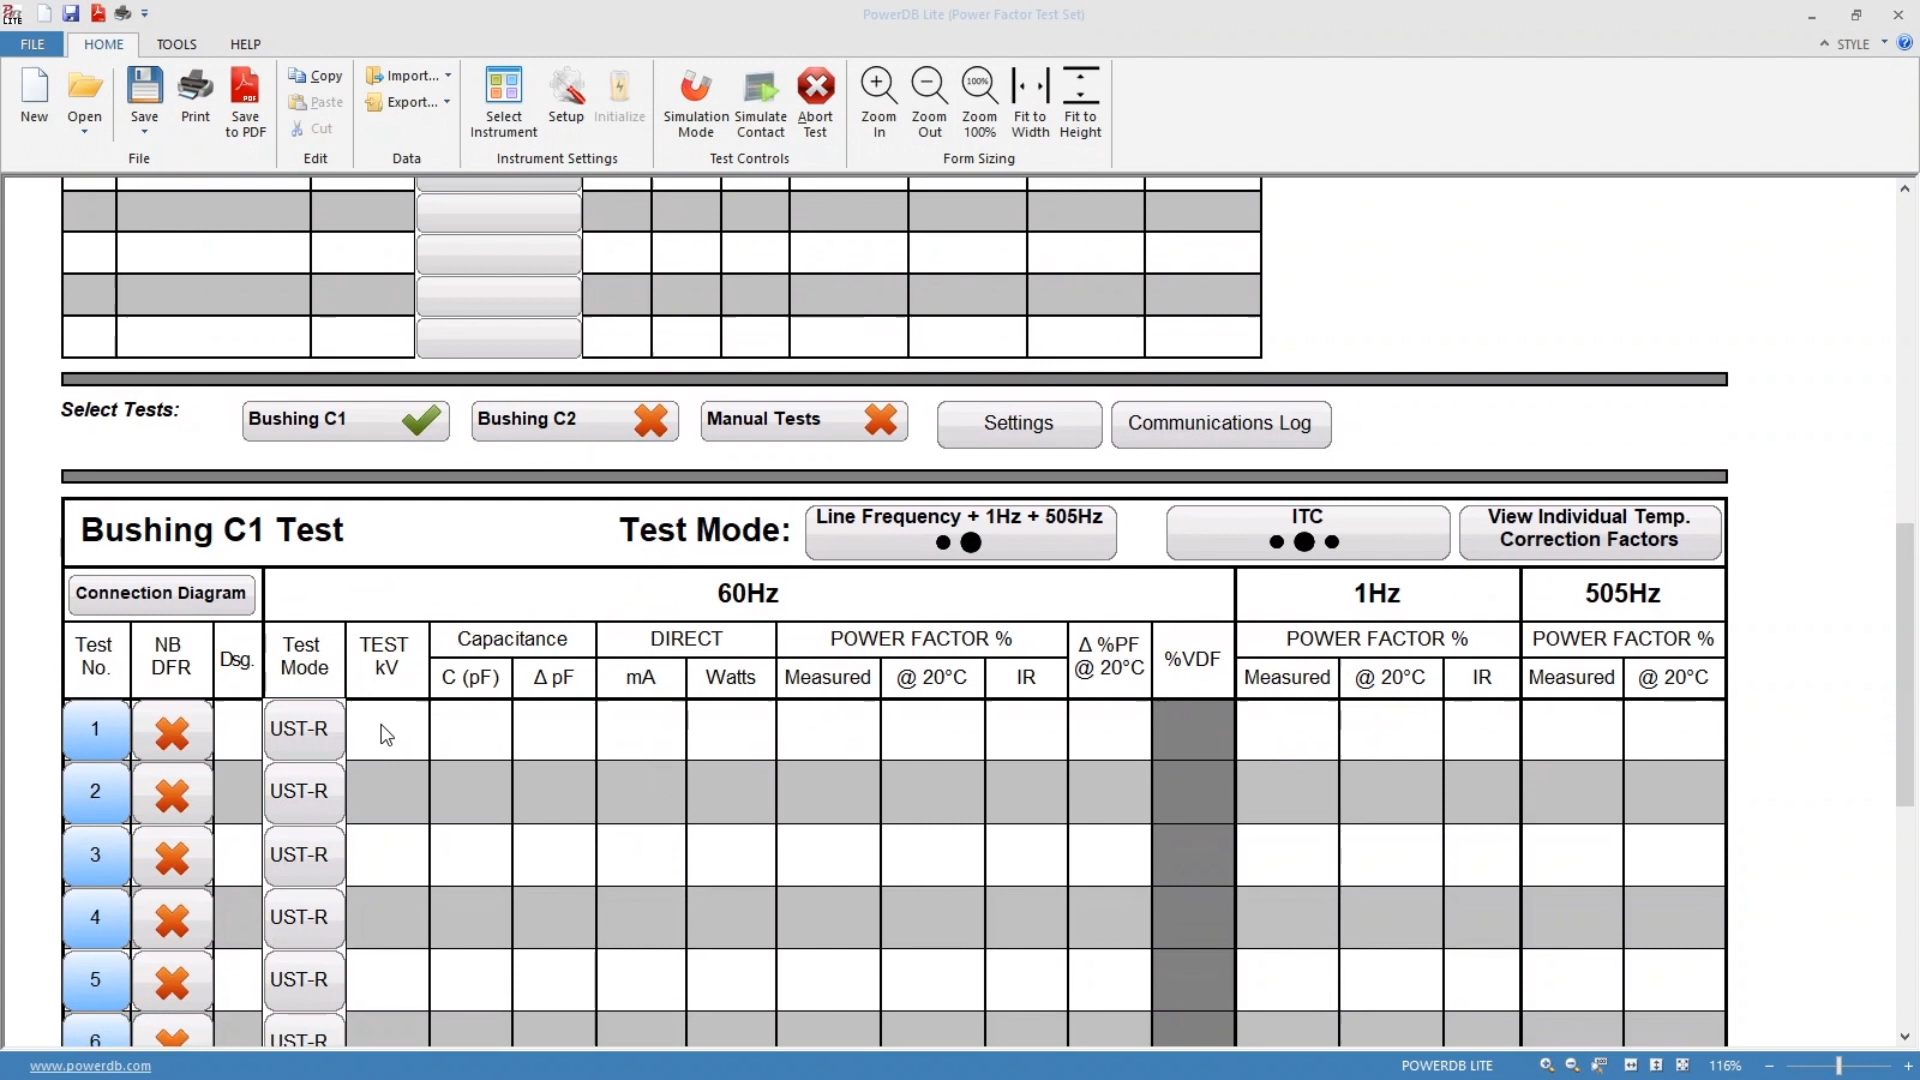 PowerDB Lite (Power Factor Test Set)
LITE
FILE HOME TOOLS HELP STYLE
New Open Save Print Save to PDF
Copy
Paste
Cut
Import...
Export...
Select Instrument Setup Initialize
Simulation Mode Simulate Contact Abort Test
Zoom In Zoom Out Zoom 100% Fit to Width Fit to Height
100%
PDF
File Edit Data Instrument Settings Test Controls Form Sizing
Select Tests: Bushing C1 Bushing C2 Manual Tests Settings Communications Log
Bushing C1 Test Test Mode: Line Frequency + 1Hz + 505Hz ITC View Individual Temp. Correction Factors
Connection Diagram 60Hz 1Hz 505Hz
Test No. NB DFR Dsg. Test Mode TEST kV Capacitance DIRECT POWER FACTOR % Δ %PF @ 20°C %VDF POWER FACTOR % POWER FACTOR %
C (pF) Δ pF mA Watts Measured @ 20°C IR Measured @ 20°C IR Measured @ 20°C
1 UST-R
2 UST-R
3 UST-R
4 UST-R
5 UST-R
6 UST-R
www.powerdb.com POWERDB LITE 116%